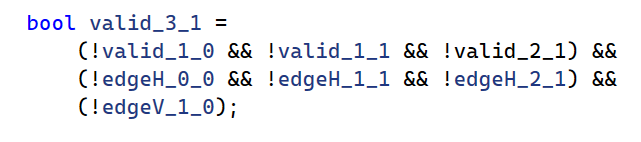 bool valid_3_1 =
(!valid_1_0 && !valid_1_1 && !valid_2_1) &&
(!edgeH_0_0 && !edgeH_1_1 && !edgeH_2_1) &&
(!edgeV_1_0);